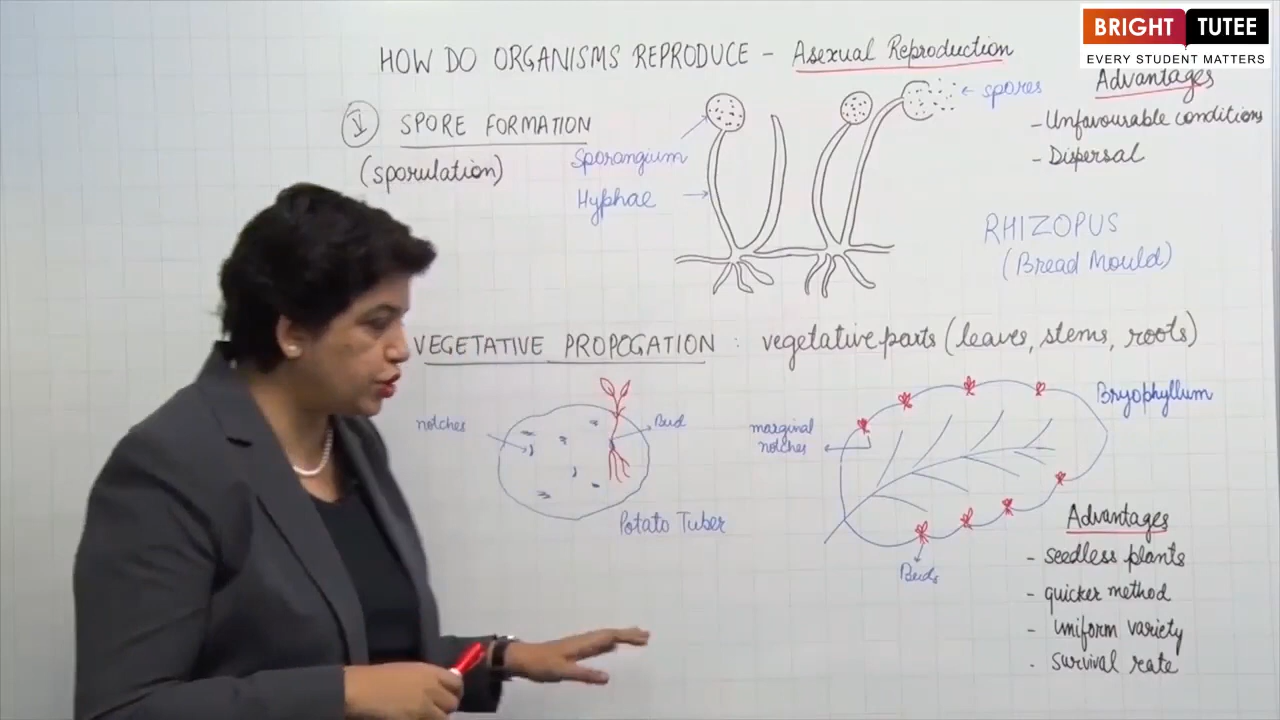 BRIGHT TUTEE
EVERY STUDENT MATTERS
HOW DO ORGANISMS REPRODUCE - Asexual Reproduction
V SPORE FORMATION
(sporulation)
Sporangium
Hyphae
spores
Advantages
- Unfavourable conditions
- Dispersal
RHIZOPUS
(Bread Mould)
VEGETATIVE PROPOGATION : vegetative parts (leaves, stems, roots)
notches
Bud
Potato Tuber
marginal
notches
Bryophyllum
Buds
Advantages
- seedless plants
- quicker method
- uniform variety
- survival rate